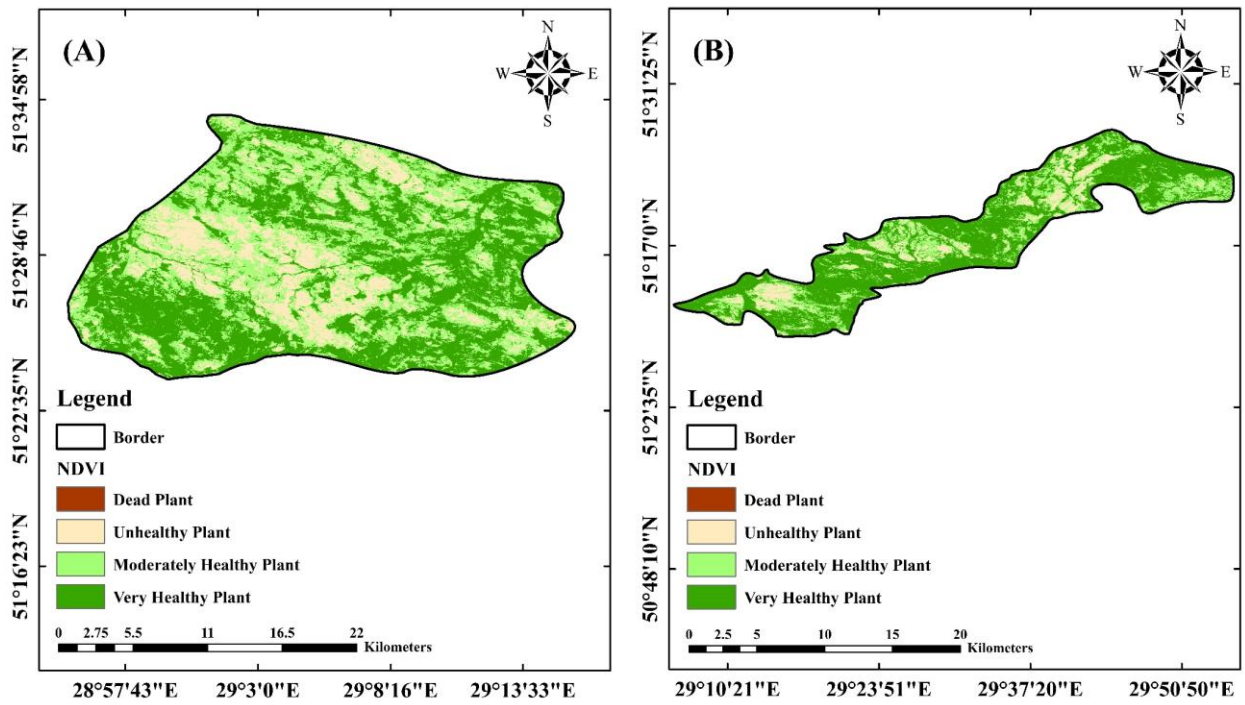 (A)
N
W E
S
51°34'58"N
51°28'46"N
51°22'35"N
51°16'23"N
Legend
Border
NDVI
Dead Plant
Unhealthy Plant
Moderately Healthy Plant
Very Healthy Plant
0 2.75 5.5 11 16.5 22
Kilometers
28°57'43"E 29°3'0"E 29°8'16"E 29°13'33"E
(B)
N
W E
S
51°31'25"N
51°17'0"N
51°2'35"N
50°48'10"N
Legend
Border
NDVI
Dead Plant
Unhealthy Plant
Moderately Healthy Plant
Very Healthy Plant
0 2.5 5 10 15 20
Kilometers
29°10'21"E 29°23'51"E 29°37'20"E 29°50'50"E